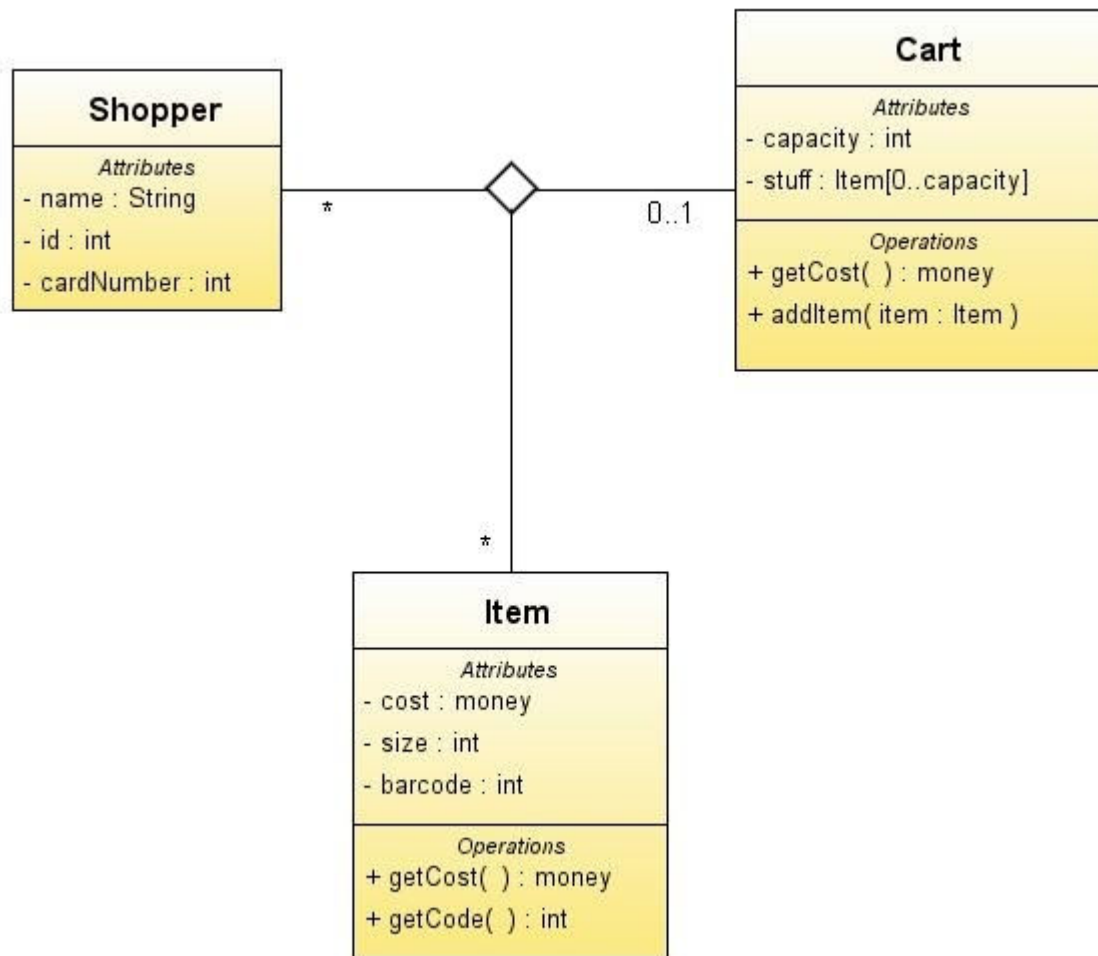 Shopper
Attributes
- name : String
- id : int
- cardNumber : int
*
0..1
Cart
Attributes
- capacity : int
- stuff : Item[0..capacity]
Operations
+ getCost( ) : money
+ addItem( item : Item )
*
Item
Attributes
- cost : money
- size : int
- barcode : int
Operations
+ getCost( ) : money
+ getCode( ) : int